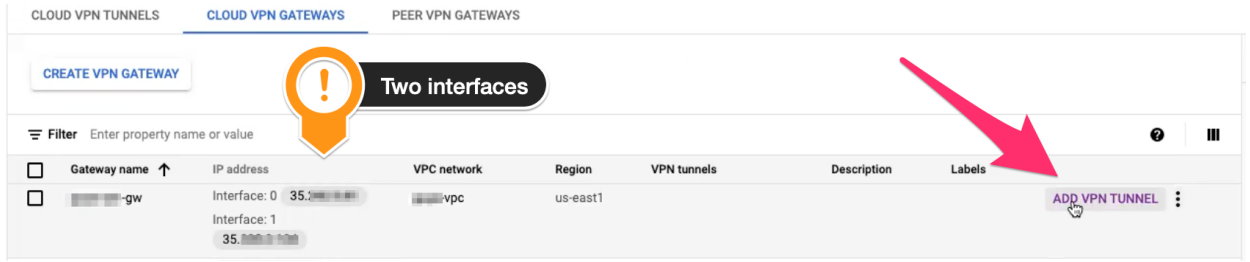 CLOUD VPN TUNNELS CLOUD VPN GATEWAYS PEER VPN GATEWAYS
CREATE VPN GATEWAY
! Two interfaces
Filter Enter property name or value
Gateway name IP address VPC network Region VPN tunnels Description Labels
-gw Interface: 0 35. -vpc us-east1 ADD VPN TUNNEL
Interface: 1
35.